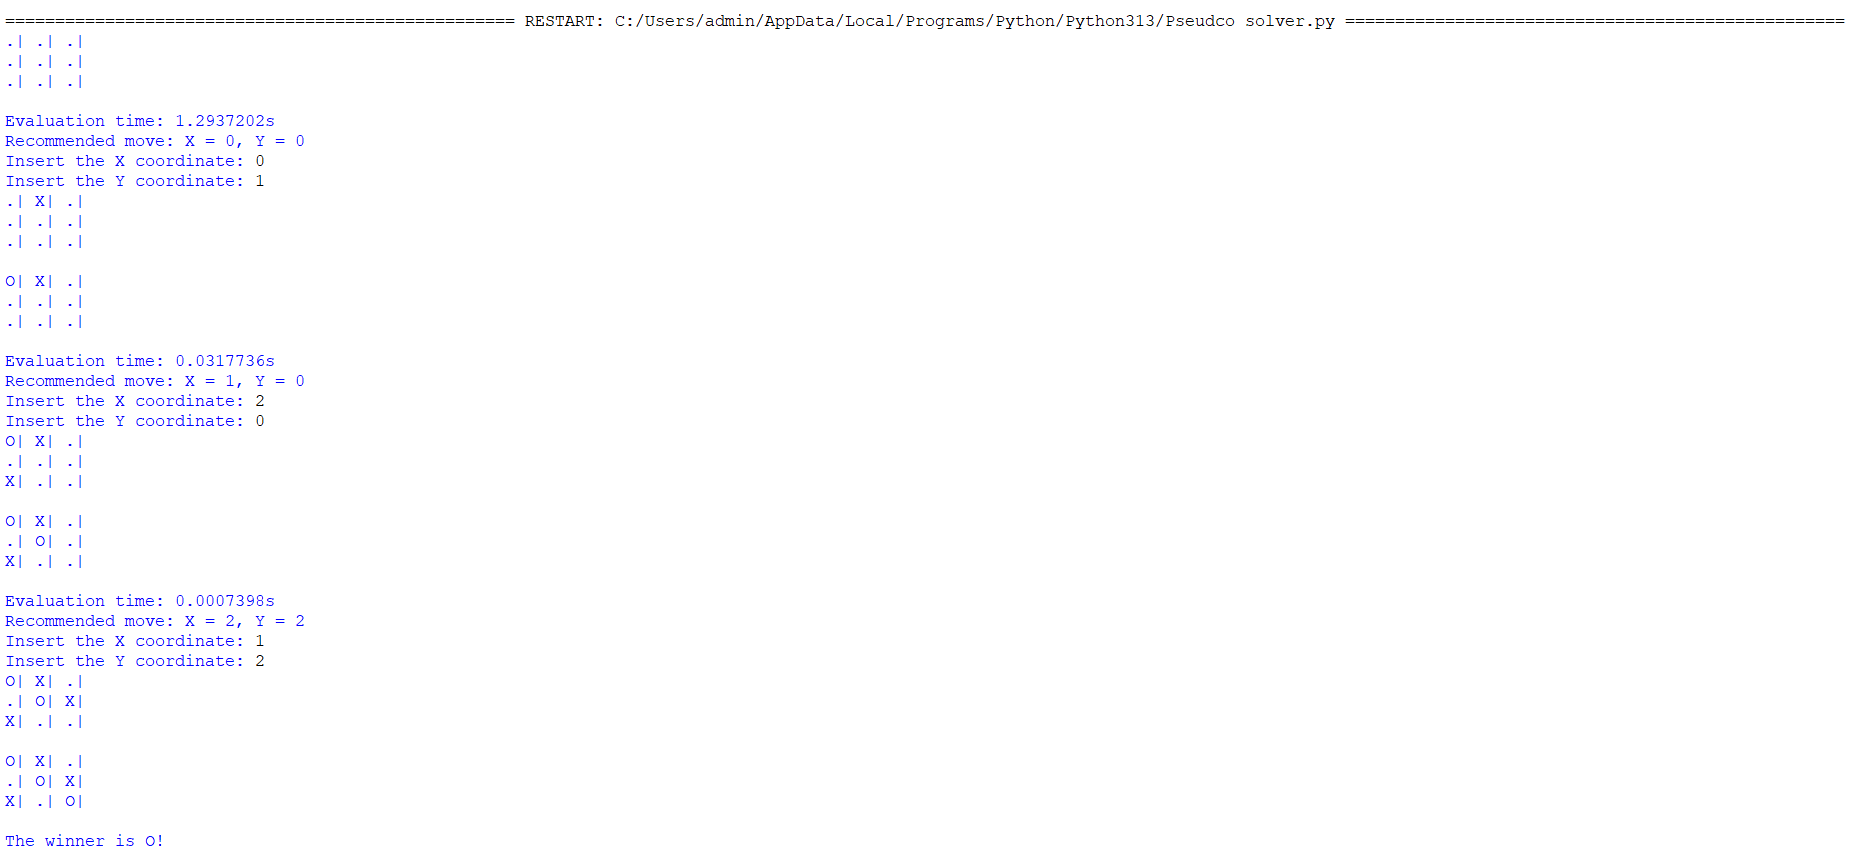 =================================================== RESTART: C:/Users/admin/AppData/Local/Programs/Python/Python313/Pseudco solver.py ==================================================
.| .| .|
.| .| .|
.| .| .|
Evaluation time: 1.2937202s
Recommended move: X = 0, Y = 0
Insert the X coordinate: 0
Insert the Y coordinate: 1
.| X| .|
.| .| .|
.| .| .|
O| X| .|
.| .| .|
.| .| .|
Evaluation time: 0.0317736s
Recommended move: X = 1, Y = 0
Insert the X coordinate: 2
Insert the Y coordinate: 0
O| X| .|
.| .| .|
X| .| .|
O| X| .|
.| O| .|
X| .| .|
Evaluation time: 0.0007398s
Recommended move: X = 2, Y = 2
Insert the X coordinate: 1
Insert the Y coordinate: 2
O| X| .|
.| O| X|
X| .| .|
O| X| .|
.| O| X|
X| .| O|
The winner is O!